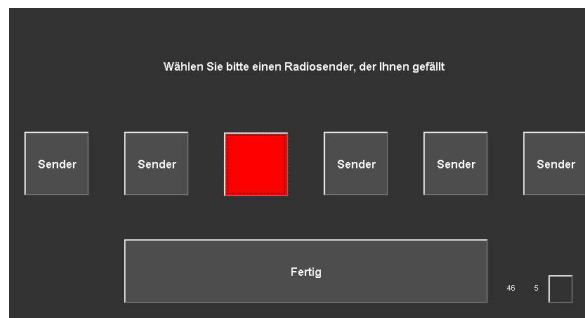 Wählen Sie bitte einen Radiosender, der Ihnen gefällt
Sender Sender Sender Sender Sender
Fertig
46 5